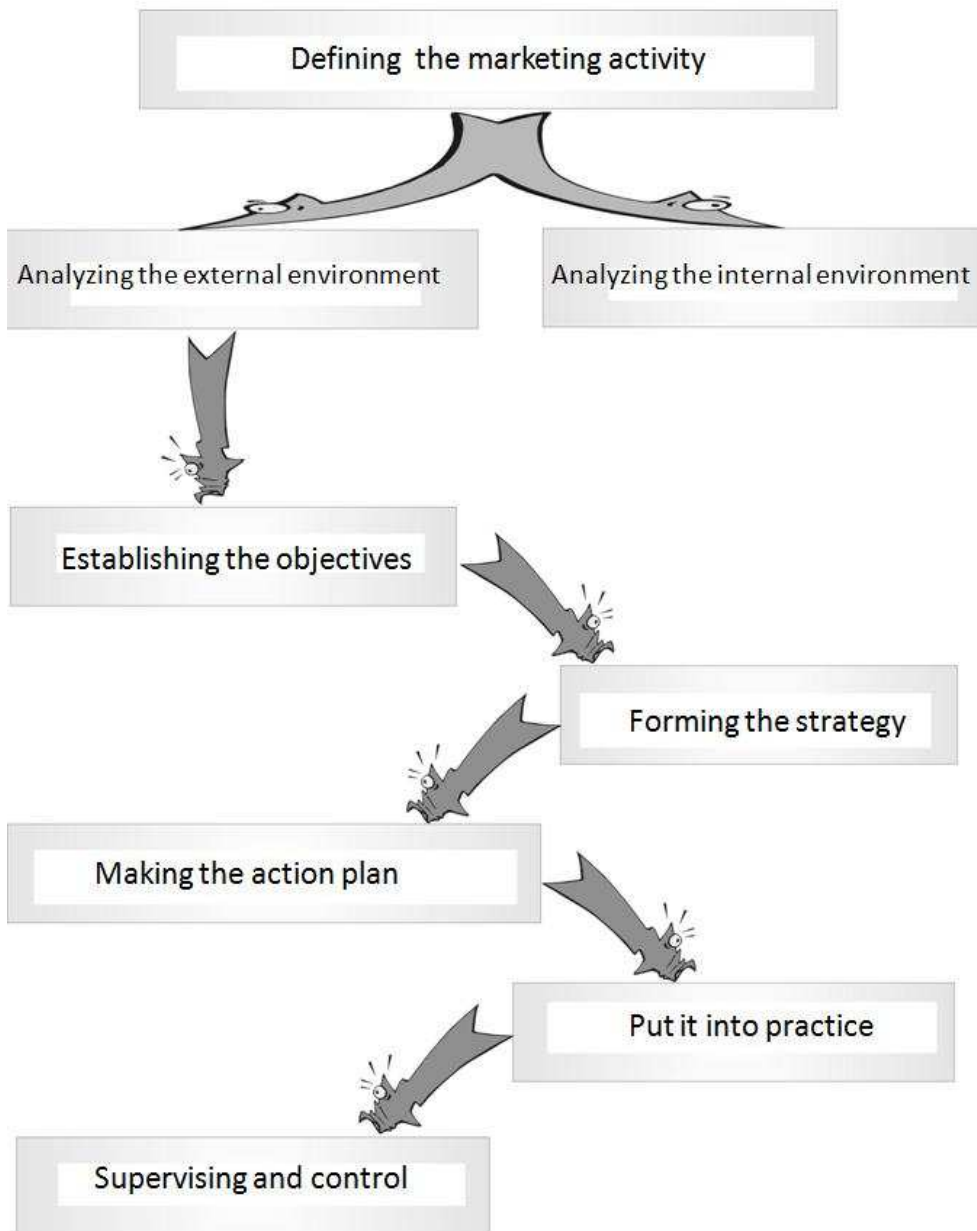 Defining the marketing activity
Analyzing the external environment
Analyzing the internal environment
Establishing the objectives
Forming the strategy
Making the action plan
Put it into practice
Supervising and control